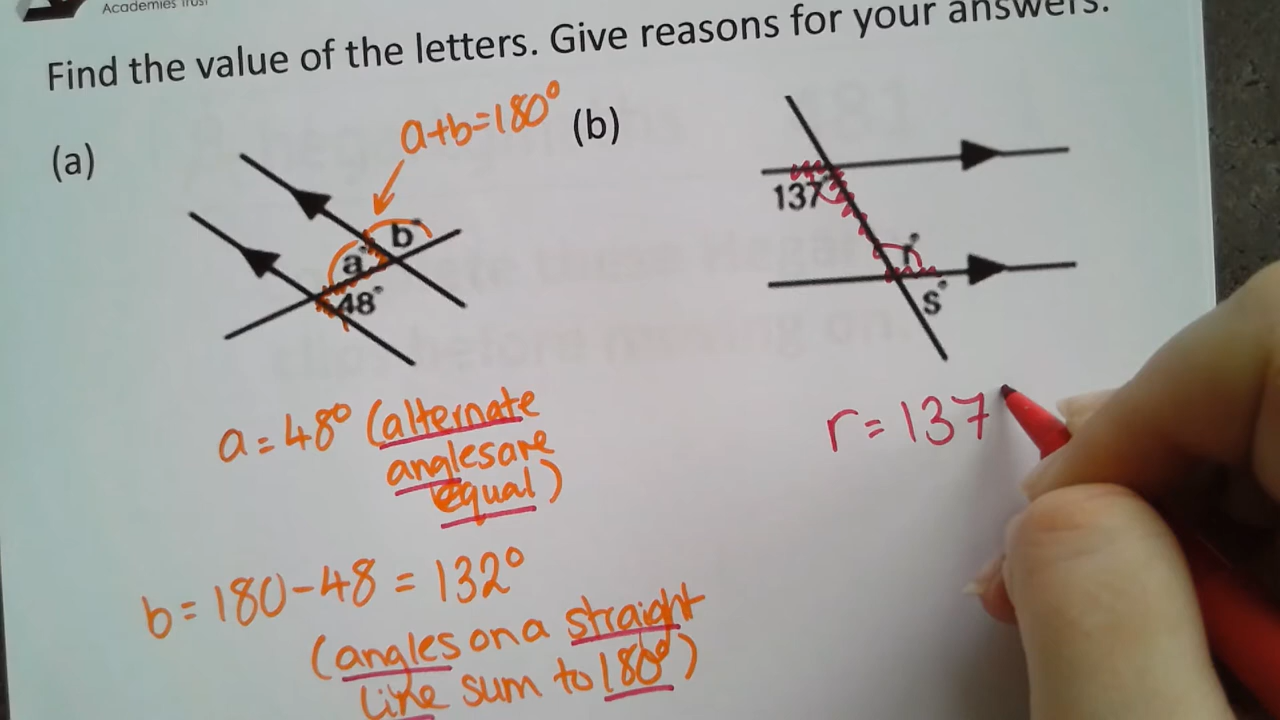 Academies Trust
Find the value of the letters. Give reasons for your answers.
(a)
a+b=180°
b°
a°
48°
a = 48° (alternate
angles are
equal)
b = 180-48 = 132°
(angles on a straight
line sum to 180°)
(b)
137°
r°
s°
r = 137